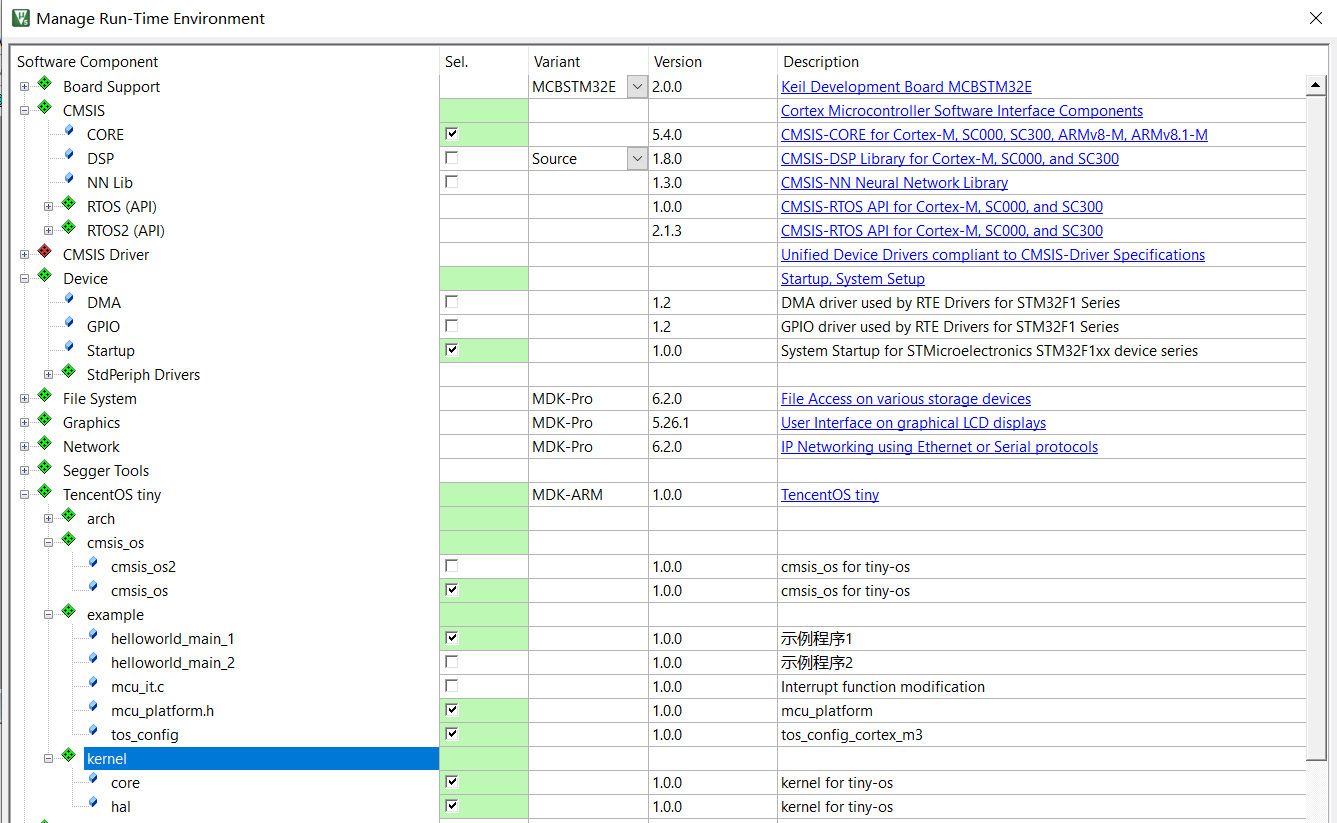 Manage Run-Time Environment
Software Component Sel. Variant Version Description
Board Support MCBSTM32E 2.0.0 Keil Development Board MCBSTM32E
CMSIS Cortex Microcontroller Software Interface Components
CORE 5.4.0 CMSIS-CORE for Cortex-M, SC000, SC300, ARMv8-M, ARMv8.1-M
DSP Source 1.8.0 CMSIS-DSP Library for Cortex-M, SC000, and SC300
NN Lib 1.3.0 CMSIS-NN Neural Network Library
RTOS (API) 1.0.0 CMSIS-RTOS API for Cortex-M, SC000, and SC300
RTOS2 (API) 2.1.3 CMSIS-RTOS API for Cortex-M, SC000, and SC300
CMSIS Driver Unified Device Drivers compliant to CMSIS-Driver Specifications
Device Startup, System Setup
DMA 1.2 DMA driver used by RTE Drivers for STM32F1 Series
GPIO 1.2 GPIO driver used by RTE Drivers for STM32F1 Series
Startup 1.0.0 System Startup for STMicroelectronics STM32F1xx device series
StdPeriph Drivers
File System MDK-Pro 6.2.0 File Access on various storage devices
Graphics MDK-Pro 5.26.1 User Interface on graphical LCD displays
Network MDK-Pro 6.2.0 IP Networking using Ethernet or Serial protocols
Segger Tools
TencentOS tiny MDK-ARM 1.0.0 TencentOS tiny
arch
cmsis_os
cmsis_os2 1.0.0 cmsis_os for tiny-os
cmsis_os 1.0.0 cmsis_os for tiny-os
example
helloworld_main_1 1.0.0 示例程序1
helloworld_main_2 1.0.0 示例程序2
mcu_it.c 1.0.0 Interrupt function modification
mcu_platform.h 1.0.0 mcu_platform
tos_config 1.0.0 tos_config_cortex_m3
kernel
core 1.0.0 kernel for tiny-os
hal 1.0.0 kernel for tiny-os